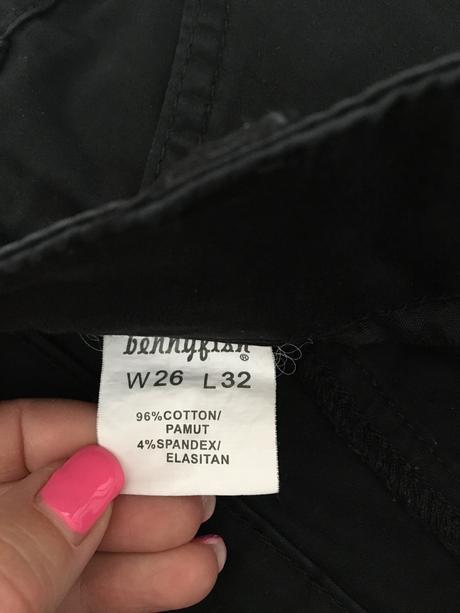 bennyfish®
W26 L32
96%COTTON/
PAMUT
4%SPANDEX/
ELASITAN